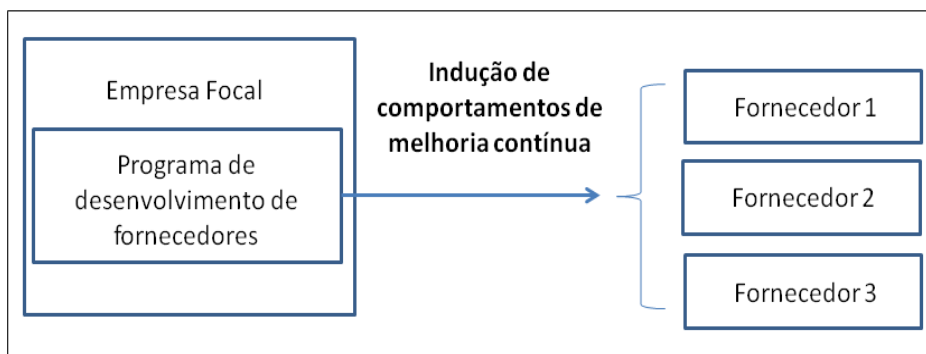 Empresa Focal
Programa de
desenvolvimento de
fornecedores
Indução de
comportamentos de
melhoria contínua
Fornecedor 1
Fornecedor 2
Fornecedor 3